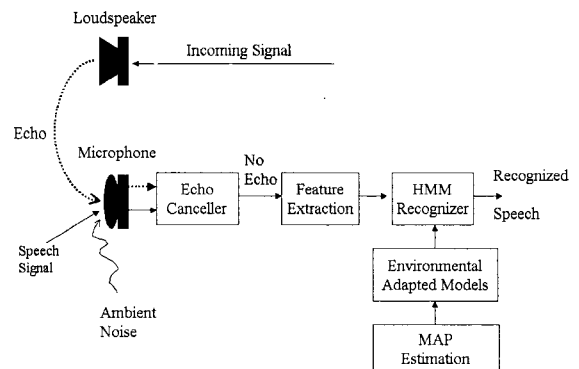 Loudspeaker
Incoming Signal
Echo
Microphone
No
Echo
Echo
Canceller
Feature
Extraction
HMM
Recognizer
Recognized
Speech
Speech
Signal
Ambient
Noise
Environmental
Adapted Models
MAP
Estimation